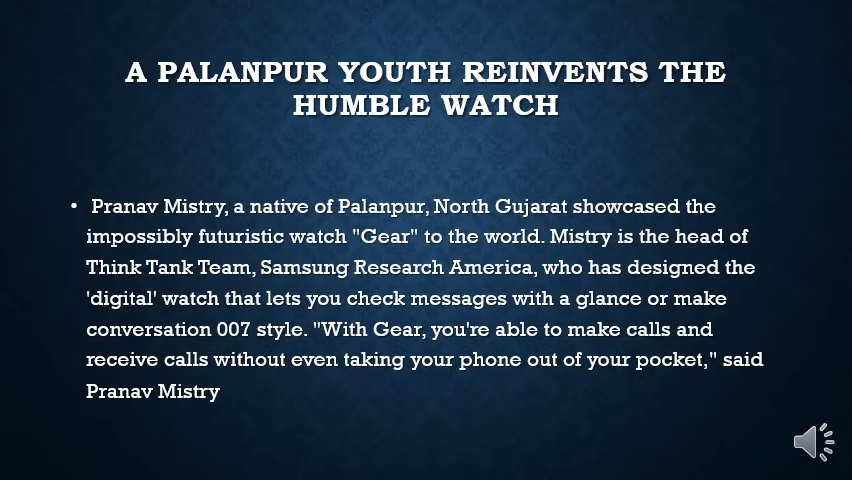 A PALANPUR YOUTH REINVENTS THE
HUMBLE WATCH
• Pranav Mistry, a native of Palanpur, North Gujarat showcased the
impossibly futuristic watch "Gear" to the world. Mistry is the head of
Think Tank Team, Samsung Research America, who has designed the
'digital' watch that lets you check messages with a glance or make
conversation 007 style. "With Gear, you're able to make calls and
receive calls without even taking your phone out of your pocket," said
Pranav Mistry